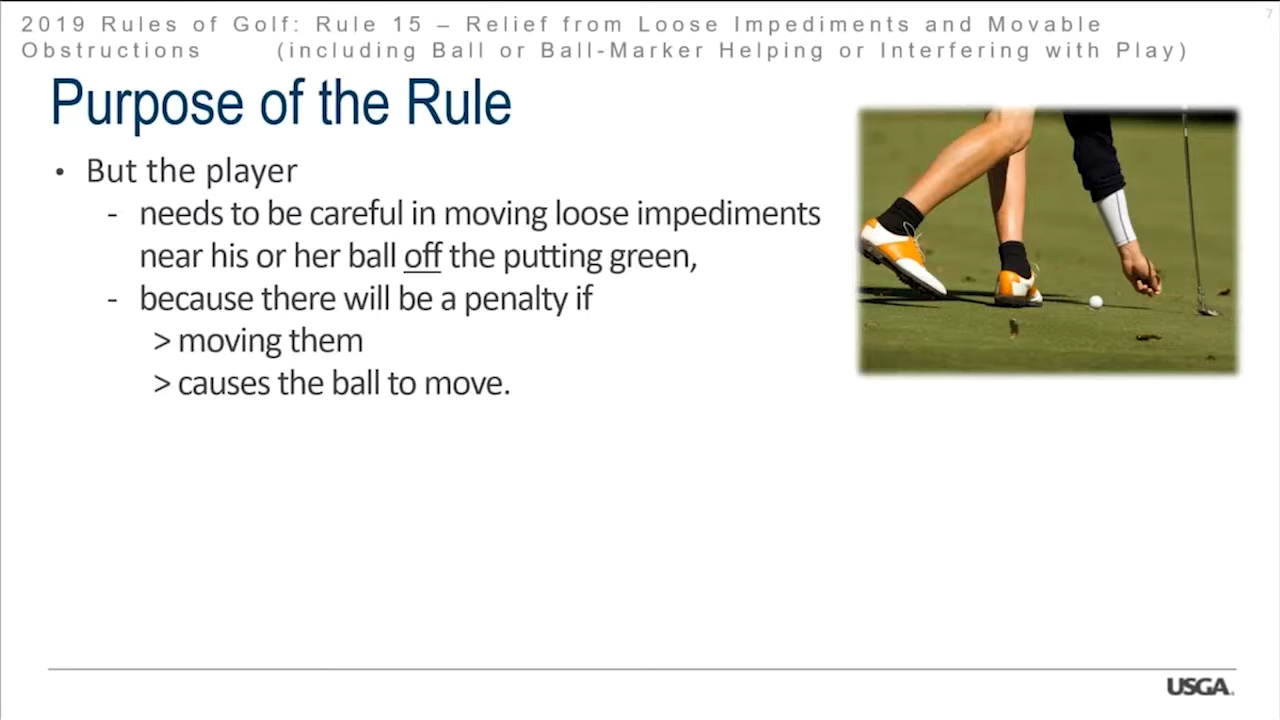 7
2019 Rules of Golf: Rule 15 – Relief from Loose Impediments and Movable
Obstructions (including Ball or Ball-Marker Helping or Interfering with Play)
Purpose of the Rule
• But the player
- needs to be careful in moving loose impediments
near his or her ball off the putting green,
- because there will be a penalty if
> moving them
> causes the ball to move.
USGA.